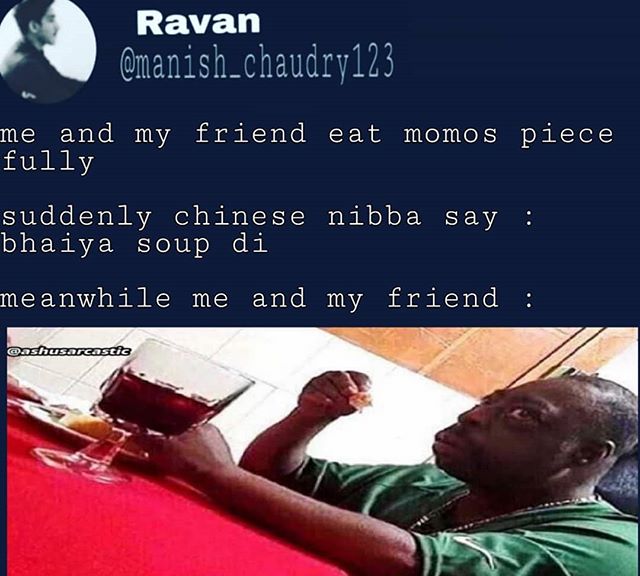 Ravan
@manish_chaudry123
me and my friend eat momos piece
fully
suddenly chinese nibba say :
bhaiya soup di
meanwhile me and my friend :
@ashusarcastic